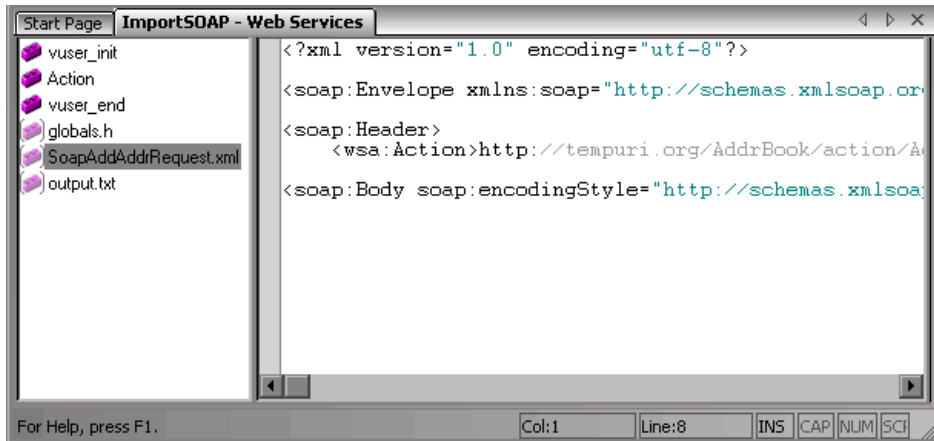 Start Page ImportSOAP - Web Services
vuser_init
Action
vuser_end
globals.h
SoapAddAddrRequest.xml
output.txt
<?xml version="1.0" encoding="utf-8"?>
<soap:Envelope xmlns:soap="http://schemas.xmlsoap.or
<soap:Header>
<wsa:Action>http://tempuri.org/AddrBook/action/A
<soap:Body soap:encodingStyle="http://schemas.xmlsoa
For Help, press F1. Col:1 Line:8 INS CAP NUM SC